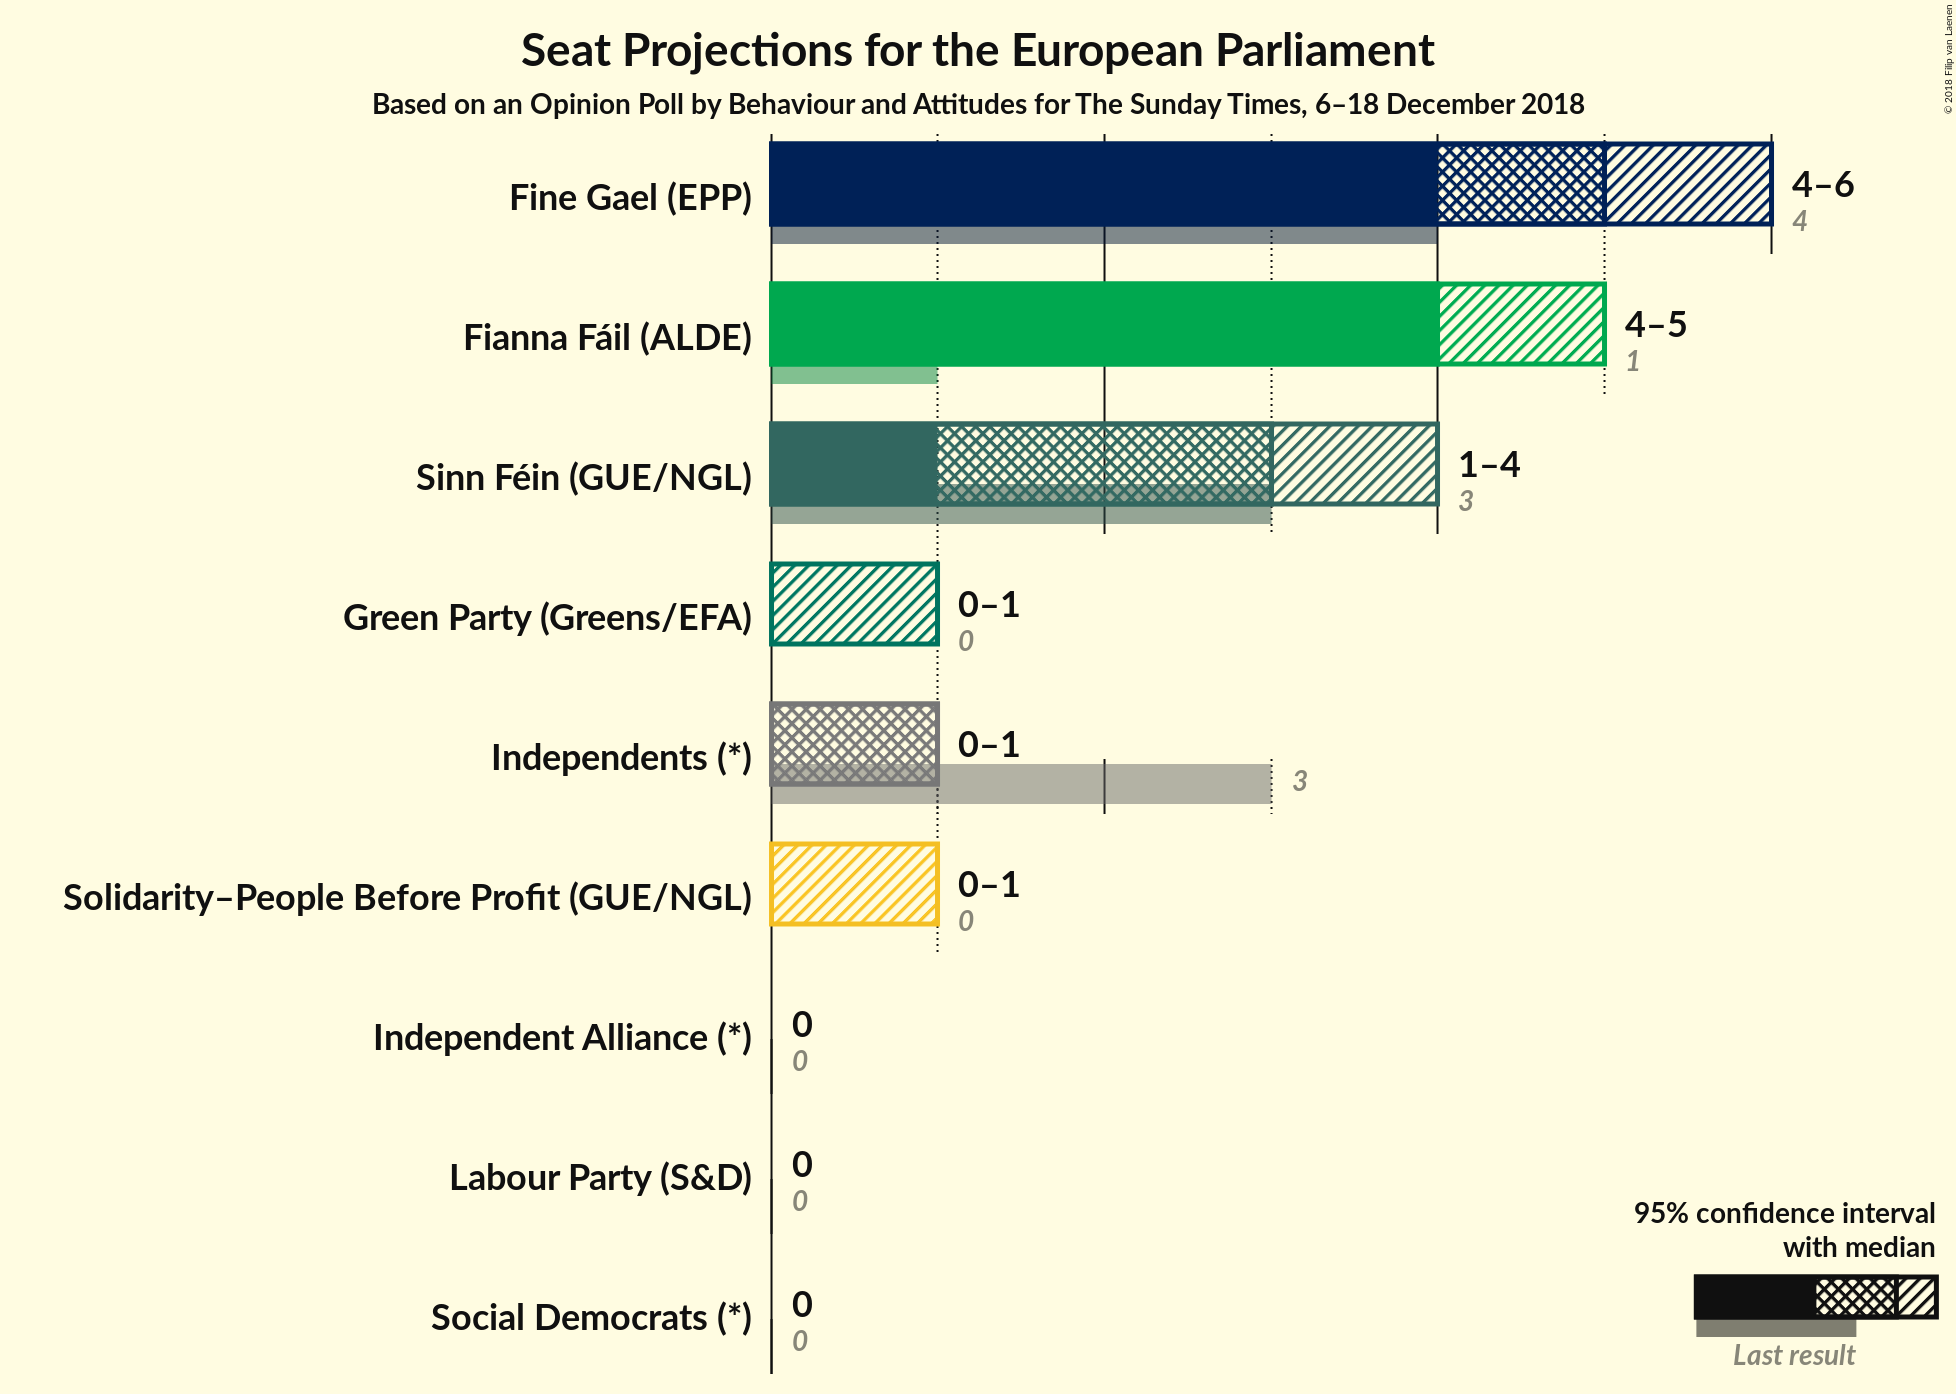 Seat Projections for the European Parliament
Based on an Opinion Poll by Behaviour and Attitudes for The Sunday Times, 6–18 December 2018
© 2018 Filip van Laenen
Fine Gael (EPP)
4–6
4
Fianna Fáil (ALDE)
4–5
1
Sinn Féin (GUE/NGL)
1–4
3
Green Party (Greens/EFA)
0–1
0
Independents (*)
0–1
3
Solidarity–People Before Profit (GUE/NGL)
0–1
0
Independent Alliance (*)
0
0
Labour Party (S&D)
0
0
Social Democrats (*)
0
0
95% confidence interval
with median
Last result